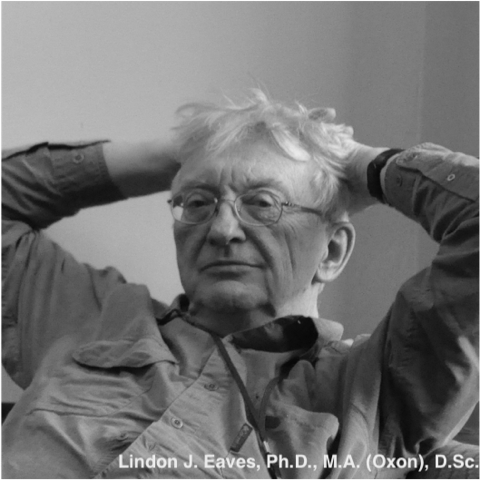 Lindon J. Eaves, Ph.D., M.A. (Oxon), D.Sc.